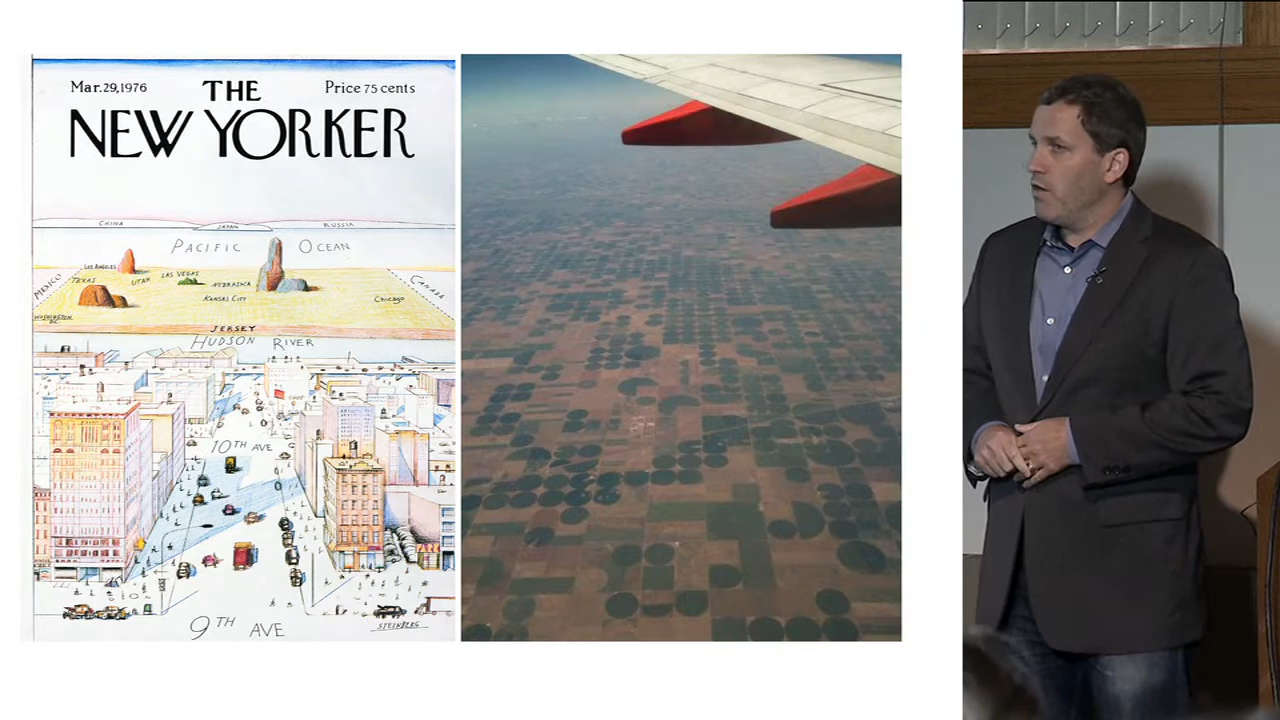 Mar.29,1976
THE
Price 75 cents
NEW YORKER
CHINA
JAPAN
RUSSIA
PACIFIC OCEAN
LOS ANGELES
MEXICO
TEXAS
UTAH
LAS VEGAS
NEBRASKA
CANADA
KANSAS CITY
Chicago
WASHINGTON
DC
JERSEY
HUDSON RIVER
10TH AVE
9TH AVE
STEINBERG